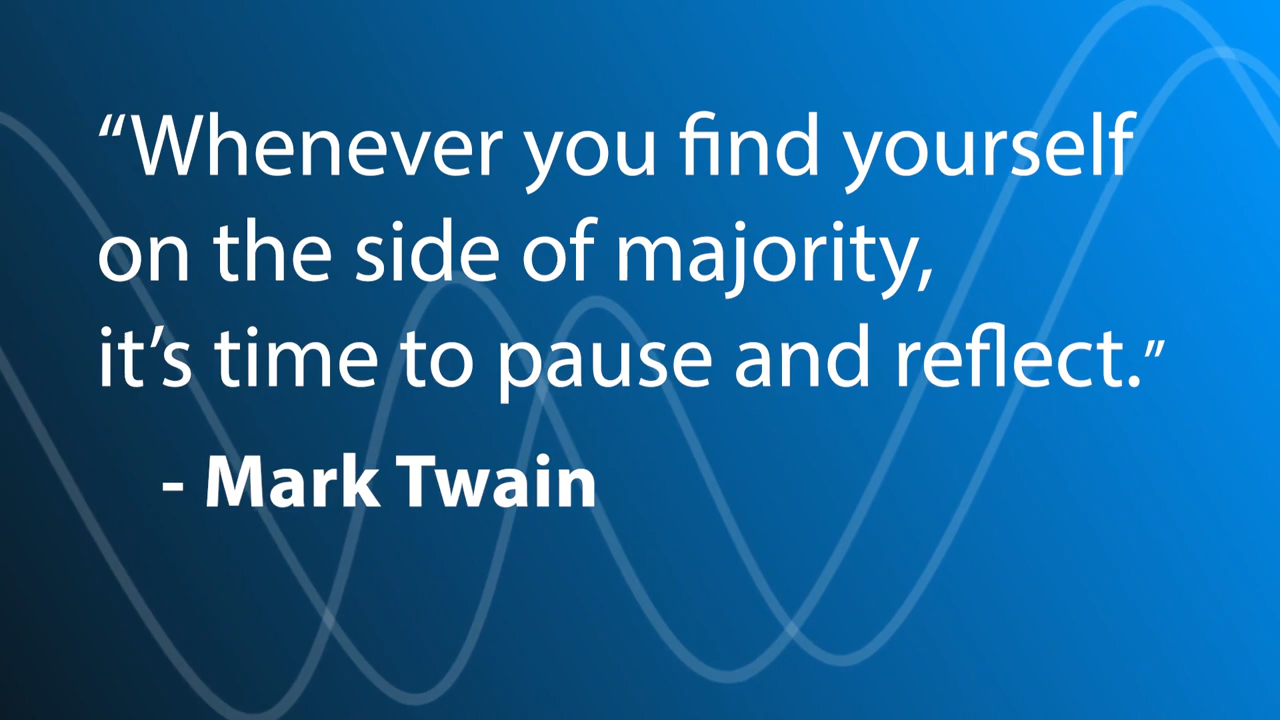 “Whenever you find yourself
on the side of majority,
it’s time to pause and reflect.”
- Mark Twain